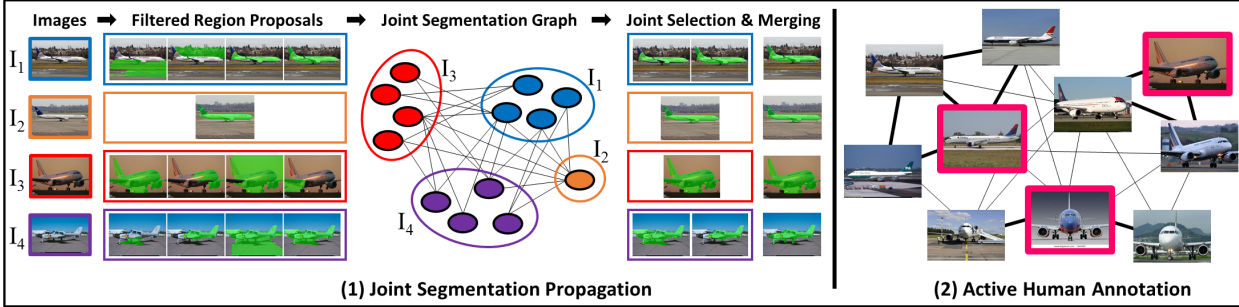 Images → Filtered Region Proposals → Joint Segmentation Graph → Joint Selection & Merging
I1
I2
I3
I4
I3
I1
I2
I4
(1) Joint Segmentation Propagation
(2) Active Human Annotation